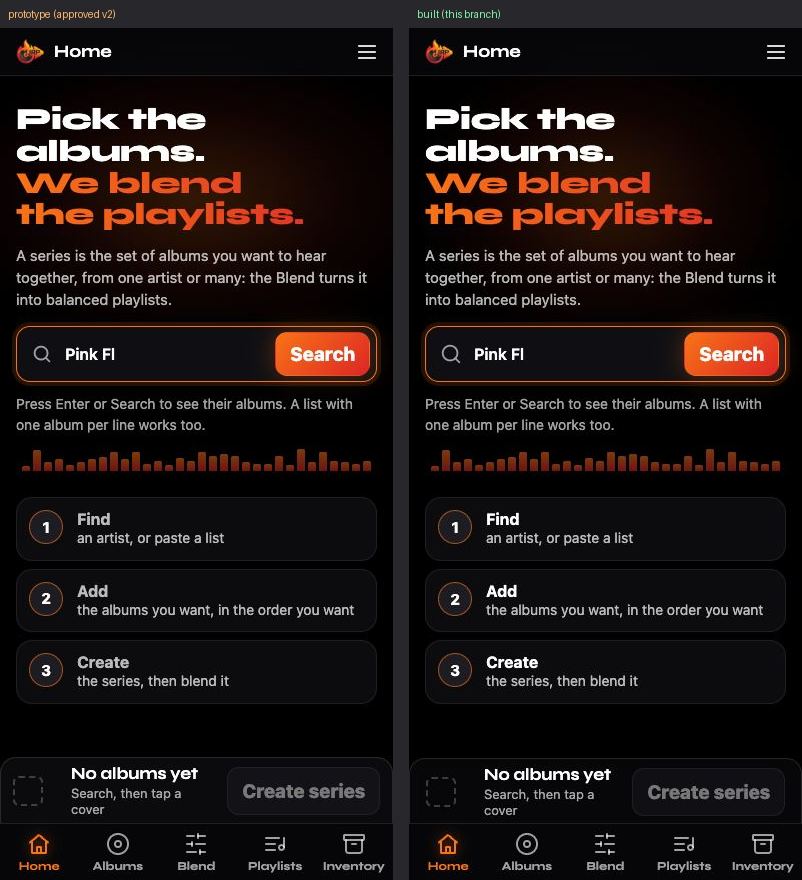 prototype (approved v2)
Home
Pick the
albums.
We blend
the playlists.
A series is the set of albums you want to hear
together, from one artist or many: the Blend turns it
into balanced playlists.
Pink Fl
Search
Press Enter or Search to see their albums. A list with
one album per line works too.
1
Find
an artist, or paste a list
2
Add
the albums you want, in the order you want
3
Create
the series, then blend it
No albums yet
Search, then tap a
cover
Create series
Home
Albums
Blend
Playlists
Inventory
built (this branch)
Home
Pick the
albums.
We blend
the playlists.
A series is the set of albums you want to hear
together, from one artist or many: the Blend turns it
into balanced playlists.
Pink Fl
Search
Press Enter or Search to see their albums. A list with
one album per line works too.
1
Find
an artist, or paste a list
2
Add
the albums you want, in the order you want
3
Create
the series, then blend it
No albums yet
Search, then tap a
cover
Create series
Home
Albums
Blend
Playlists
Inventory